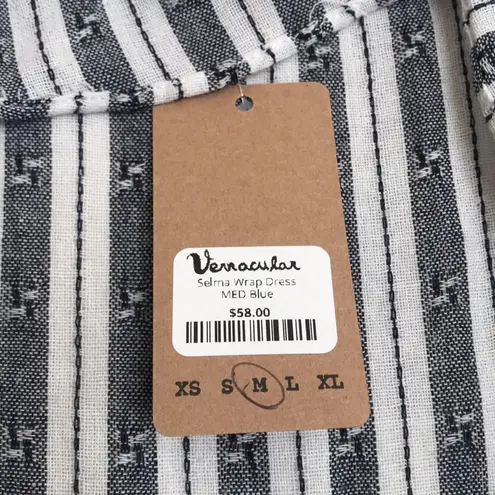 Vernacular
Selma Wrap Dress
MED Blue
$58.00
XS S M L XL